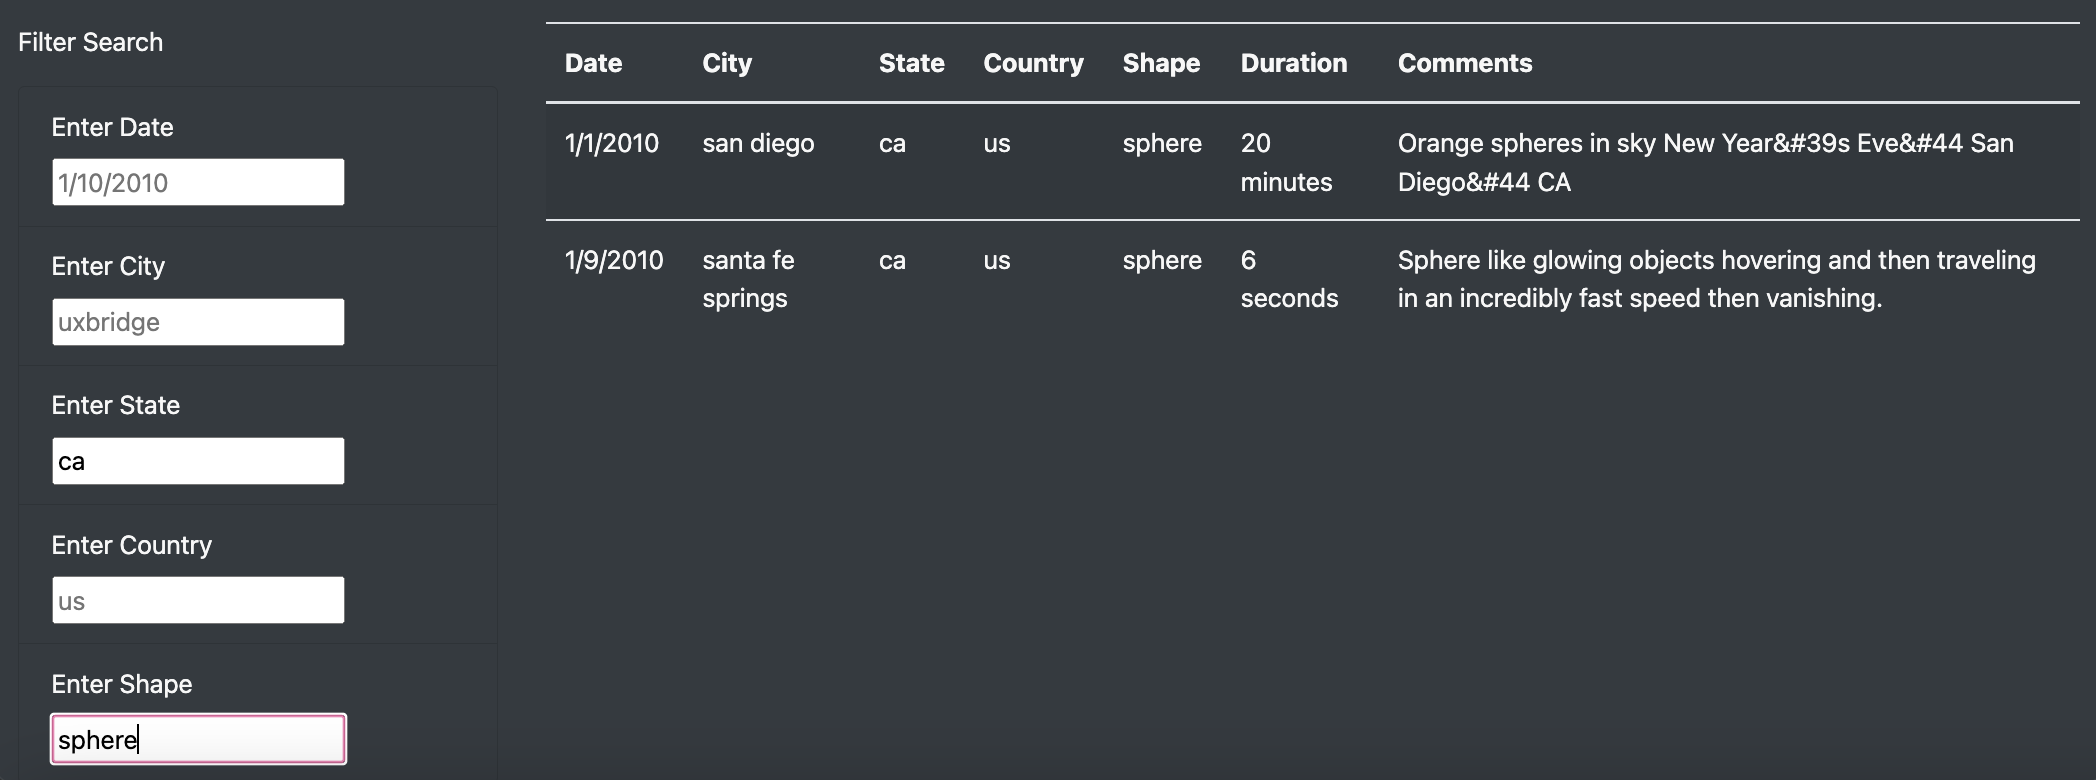 Filter Search
Enter Date
1/10/2010
Enter City
uxbridge
Enter State
ca
Enter Country
us
Enter Shape
sphere
Date City State Country Shape Duration Comments
1/1/2010 san diego ca us sphere 20 Orange spheres in sky New Year&#39s Eve&#44 San
minutes Diego&#44 CA
1/9/2010 santa fe ca us sphere 6 Sphere like glowing objects hovering and then traveling
springs seconds in an incredibly fast speed then vanishing.